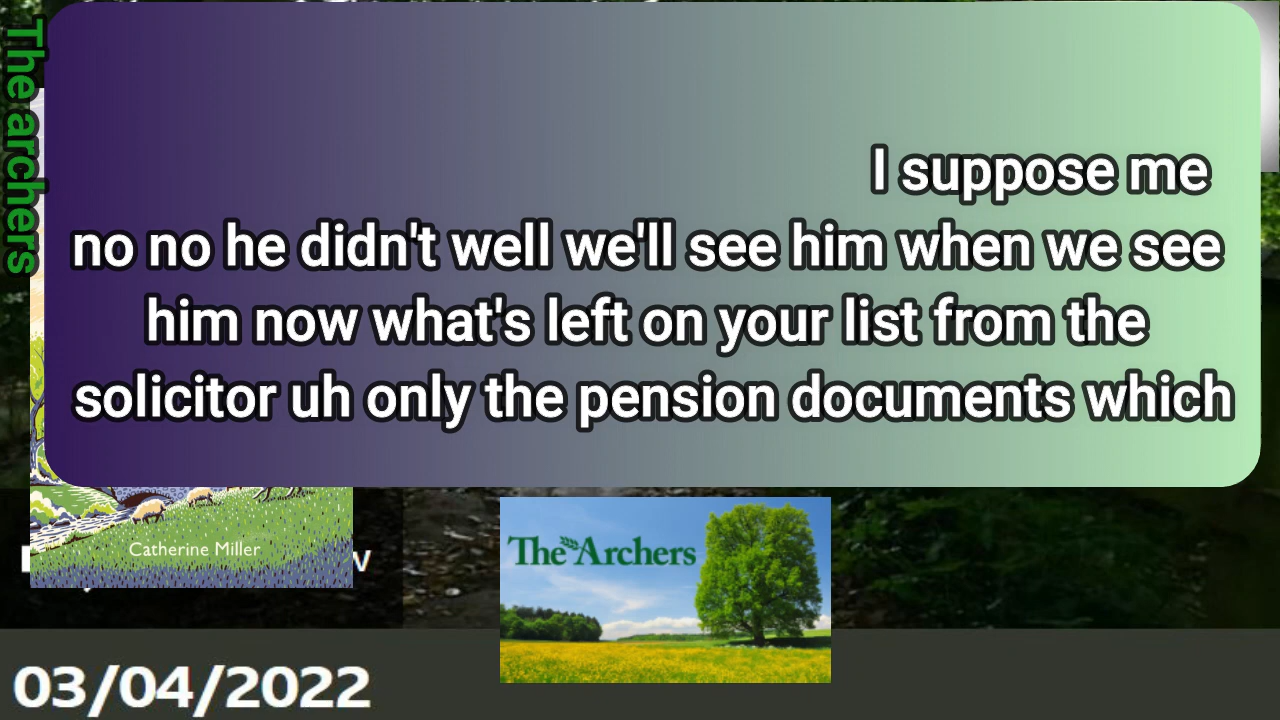 The archers
I suppose me
no no he didn't well we'll see him when we see
him now what's left on your list from the
solicitor uh only the pension documents which
Catherine Miller
The Archers
03/04/2022